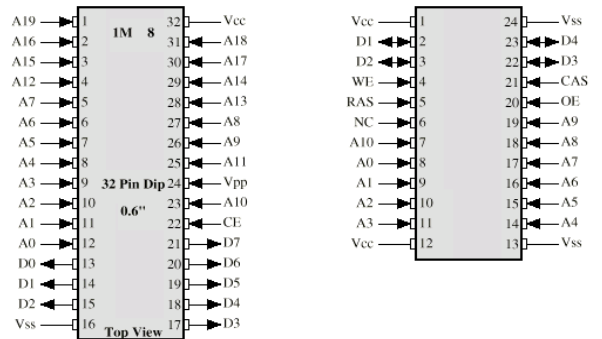 A19 1 1M 8 32 Vcc
A16 2 31 A18
A15 3 30 A17
A12 4 29 A14
A7 5 28 A13
A6 6 27 A8
A5 7 26 A9
A4 8 25 A11
A3 9 32 Pin Dip 24 Vpp
A2 10 0.6" 23 A10
A1 11 22 CE
A0 12 21 D7
D0 13 20 D6
D1 14 19 D5
D2 15 18 D4
Vss 16 Top View 17 D3
Vcc 1 24 Vss
D1 2 23 D4
D2 3 22 D3
WE 4 21 CAS
RAS 5 20 OE
NC 6 19 A9
A10 7 18 A8
A0 8 17 A7
A1 9 16 A6
A2 10 15 A5
A3 11 14 A4
Vcc 12 13 Vss